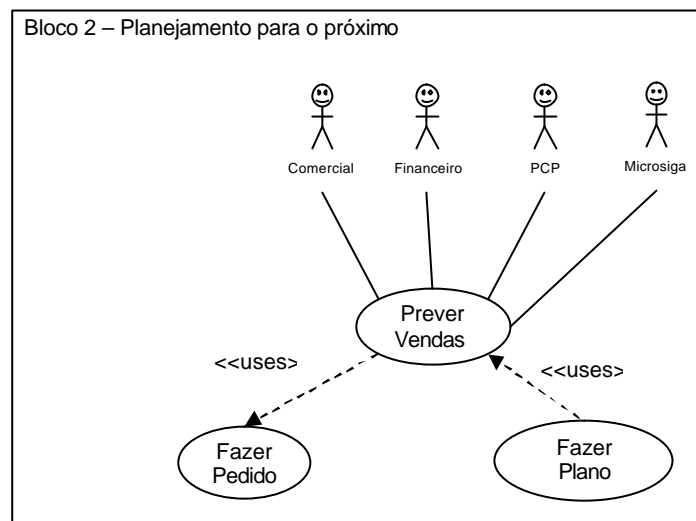 Bloco 2 – Planejamento para o próximo
Comercial Financeiro PCP Microsiga
Prever
Vendas
<<uses> <<uses>
Fazer
Pedido
Fazer
Plano